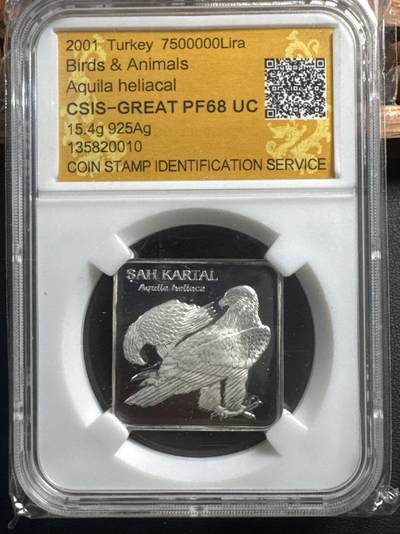 2001 Turkey 7500000Lira
Birds & Animals
Aquila heliacal
CSIS-GREAT PF68 UC
15.4g 925Ag
135820010
COIN STAMP IDENTIFICATION SERVICE
ŞAH KARTAL
Aquila heliaca